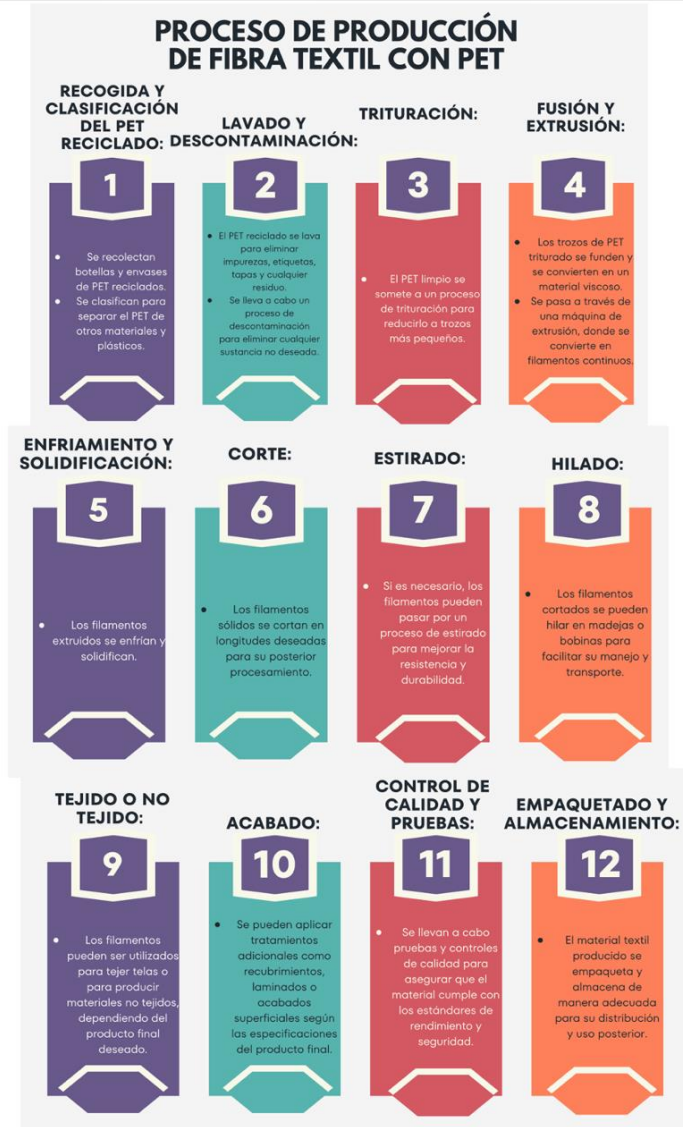 PROCESO DE PRODUCCIÓN
DE FIBRA TEXTIL CON PET
RECOGIDA Y
CLASIFICACIÓN
DEL PET
RECICLADO:
1
Se recolectan
botellas y envases
de PET reciclados.
Se clasifican para
separar el PET de
otros materiales y
plásticos.
LAVADO Y
DESCONTAMINACIÓN:
2
El PET reciclado se lava
para eliminar
impurezas, etiquetas,
tapas y cualquier
residuo.
Se lleva a cabo un
proceso de
descontaminación
para eliminar cualquier
sustancia no deseada.
TRITURACIÓN:
3
El PET limpio se
somete a un proceso
de trituración para
reducirlo a trozos
más pequeños.
FUSIÓN Y
EXTRUSIÓN:
4
Los trozos de PET
triturado se funden y
se convierten en un
material viscoso.
Se pasa a través de
una máquina de
extrusión, donde se
convierte en
filamentos continuos.
ENFRIAMIENTO Y
SOLIDIFICACIÓN:
5
Los filamentos
extruidos se enfrían y
solidifican.
CORTE:
6
Los filamentos
sólidos se cortan en
longitudes deseadas
para su posterior
procesamiento.
ESTIRADO:
7
Si es necesario, los
filamentos pueden
pasar por un
proceso de estirado
para mejorar la
resistencia y
durabilidad.
HILADO:
8
Los filamentos
cortados se pueden
hilar en madejas o
bobinas para
facilitar su manejo y
transporte.
TEJIDO O NO
TEJIDO:
9
Los filamentos
pueden ser utilizados
para tejer telas o
para producir
materiales no tejidos,
dependiendo del
producto final
deseado.
ACABADO:
10
Se pueden aplicar
tratamientos
adicionales como
recubrimientos,
laminados o
acabados
superficiales según
las especificaciones
del producto final.
CONTROL DE
CALIDAD Y
PRUEBAS:
11
Se llevan a cabo
pruebas y controles
de calidad para
asegurar que el
material cumple con
los estándares de
rendimiento y
seguridad.
EMPAQUETADO Y
ALMACENAMIENTO:
12
El material textil
producido se
empaqueta y
almacena de
manera adecuada
para su distribución
y uso posterior.